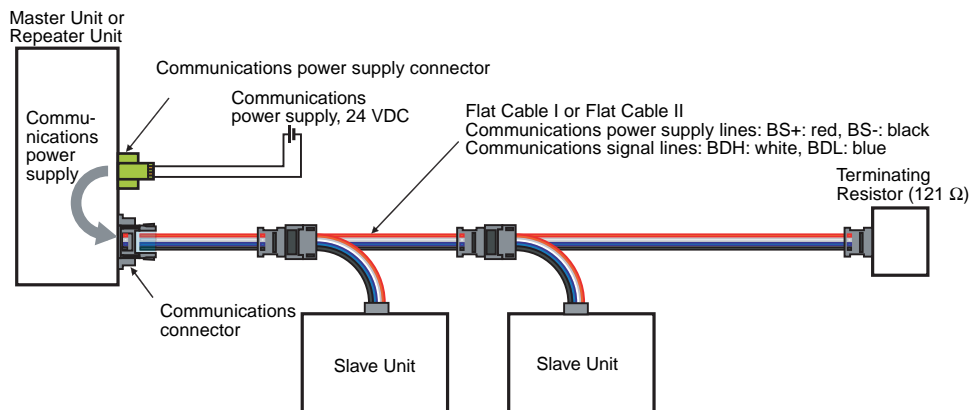 Master Unit or
Repeater Unit
Communications power supply connector
Communications
power supply, 24 VDC
Commu-
nications
power
supply
Flat Cable I or Flat Cable II
Communications power supply lines: BS+: red, BS-: black
Communications signal lines: BDH: white, BDL: blue
Terminating
Resistor (121 Ω)
Communications
connector
Slave Unit
Slave Unit